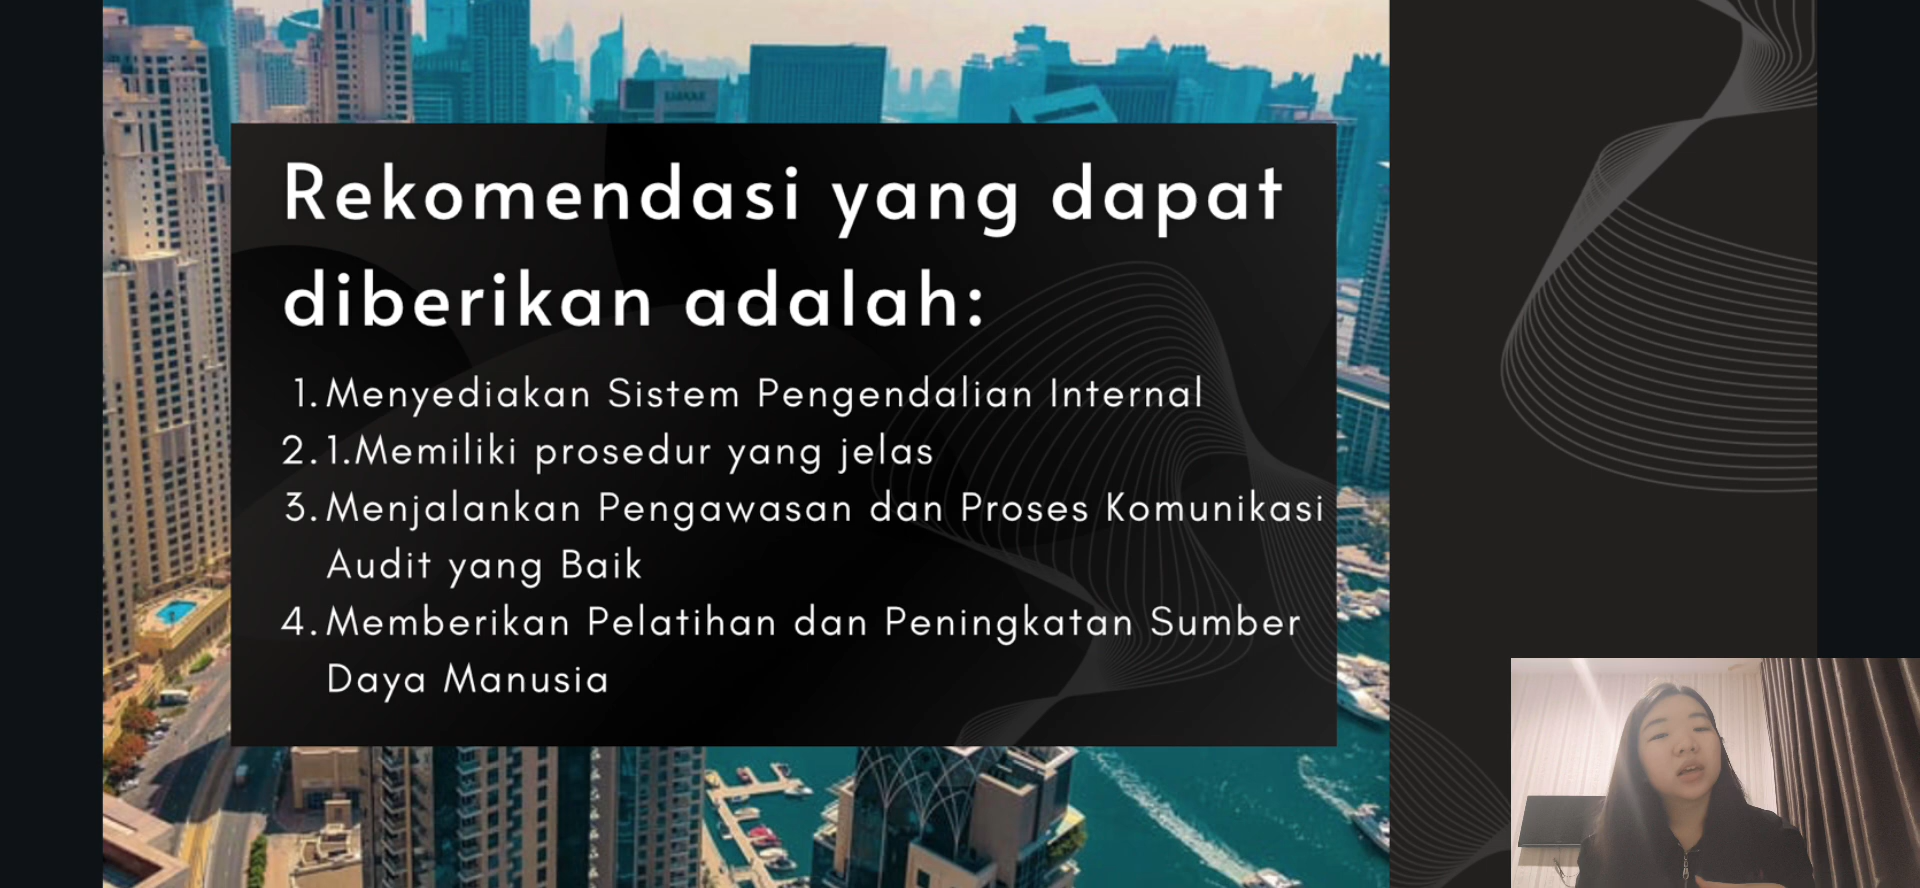 Rekomendasi yang dapat
diberikan adalah:
1. Menyediakan Sistem Pengendalian Internal
2. 1.Memiliki prosedur yang jelas
3. Menjalankan Pengawasan dan Proses Komunikasi
Audit yang Baik
4. Memberikan Pelatihan dan Peningkatan Sumber
Daya Manusia